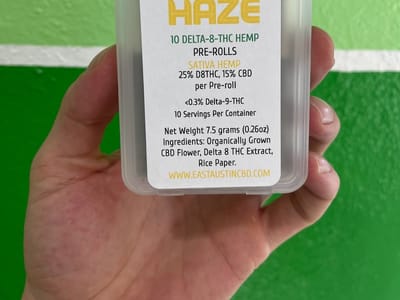 HAZE
10 DELTA-8-THC HEMP
PRE-ROLLS
SATIVA HEMP
25% D8THC, 15% CBD
per Pre-roll
<0.3% Delta-9-THC
10 Servings Per Container
Net Weight 7.5 grams (0.26oz)
Ingredients: Organically Grown
CBD Flower, Delta 8 THC Extract,
Rice Paper.
WWW.EASTAUSTINCBD.COM